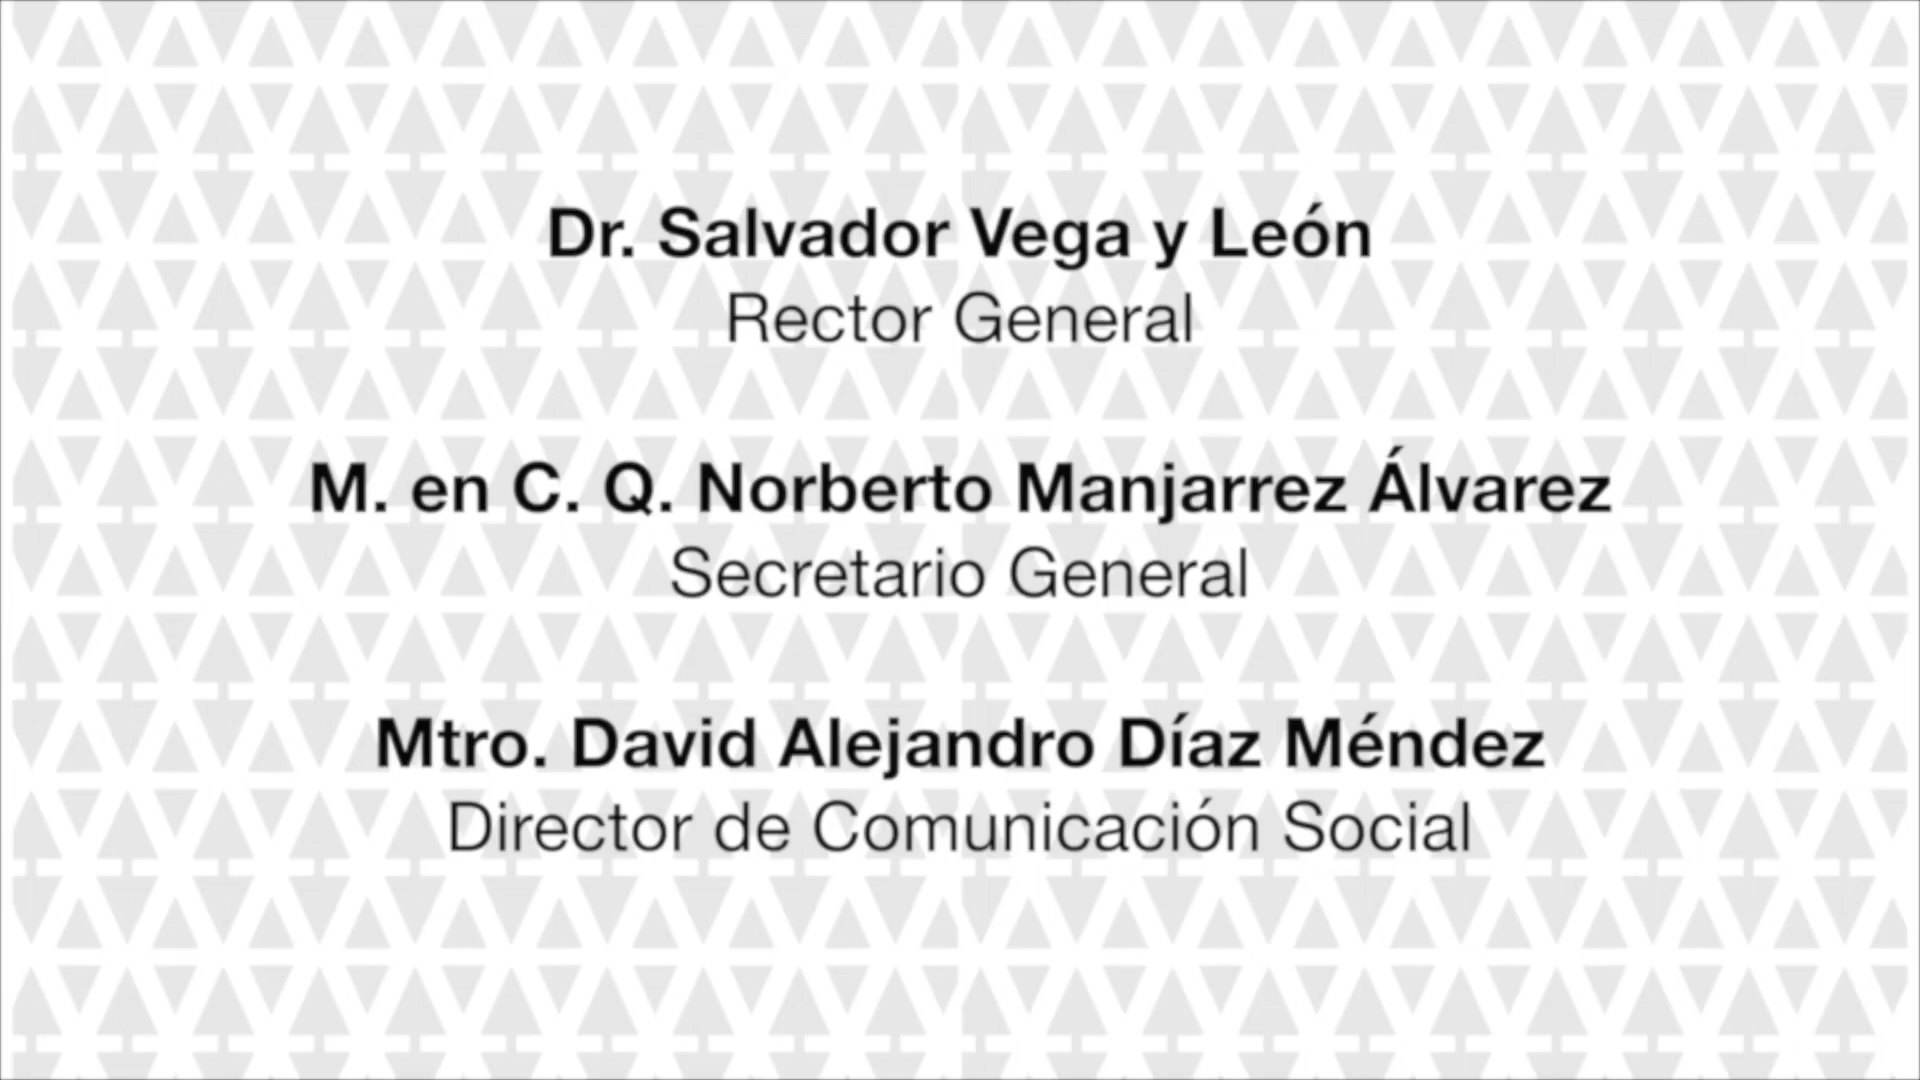 Dr. Salvador Vega y León
Rector General
M. en C. Q. Norberto Manjarrez Álvarez
Secretario General
Mtro. David Alejandro Díaz Méndez
Director de Comunicación Social